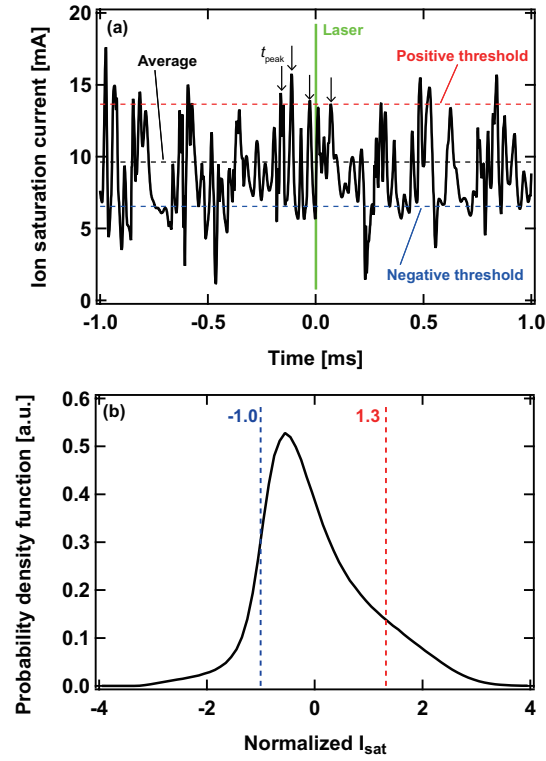 (a)
Laser
Average
t_peak
Positive threshold
Negative threshold
Ion saturation current [mA]
20
15
10
5
0
-1.0 -0.5 0.0 0.5 1.0
Time [ms]
(b)
-1.0
1.3
Probability density function [a.u.]
0.6
0.5
0.4
0.3
0.2
0.1
0.0
-4 -2 0 2 4
Normalized I_sat